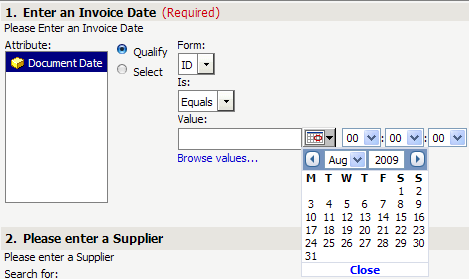 1. Enter an Invoice Date (Required)
Please Enter an Invoice Date
Attribute:
Document Date
Qualify
Select
Form:
ID
Is:
Equals
Value:
00 : 00 : 00
Browse values...
Aug 2009
M T W T F S S
1 2
3 4 5 6 7 8 9
10 11 12 13 14 15 16
17 18 19 20 21 22 23
24 25 26 27 28 29 30
31
Close
2. Please enter a Supplier
Please enter a Supplier
Search for: